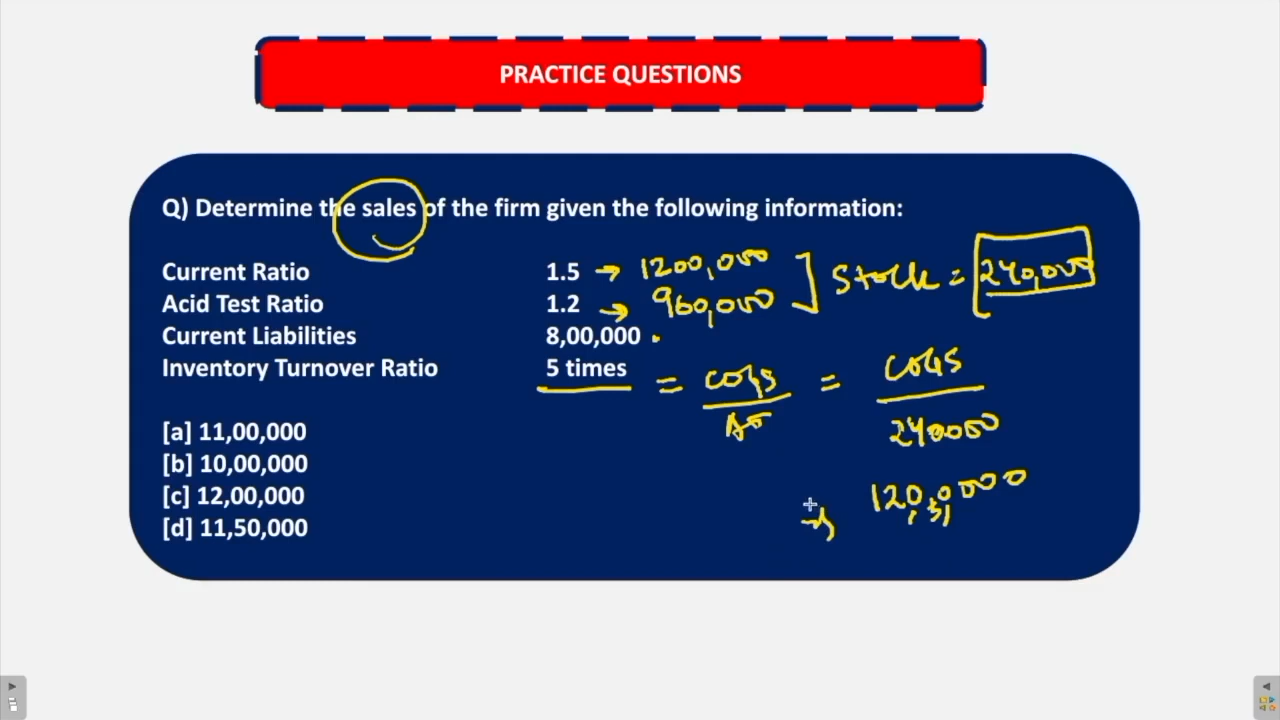 PRACTICE QUESTIONS
Q) Determine the sales of the firm given the following information:
Current Ratio 1.5 → 1200,000
Acid Test Ratio 1.2 → 960,000 ] Stock = 240,000
Current Liabilities 8,00,000
Inventory Turnover Ratio 5 times = COGS / AS = COGS / 240000
[a] 11,00,000
[b] 10,00,000
[c] 12,00,000
[d] 11,50,000